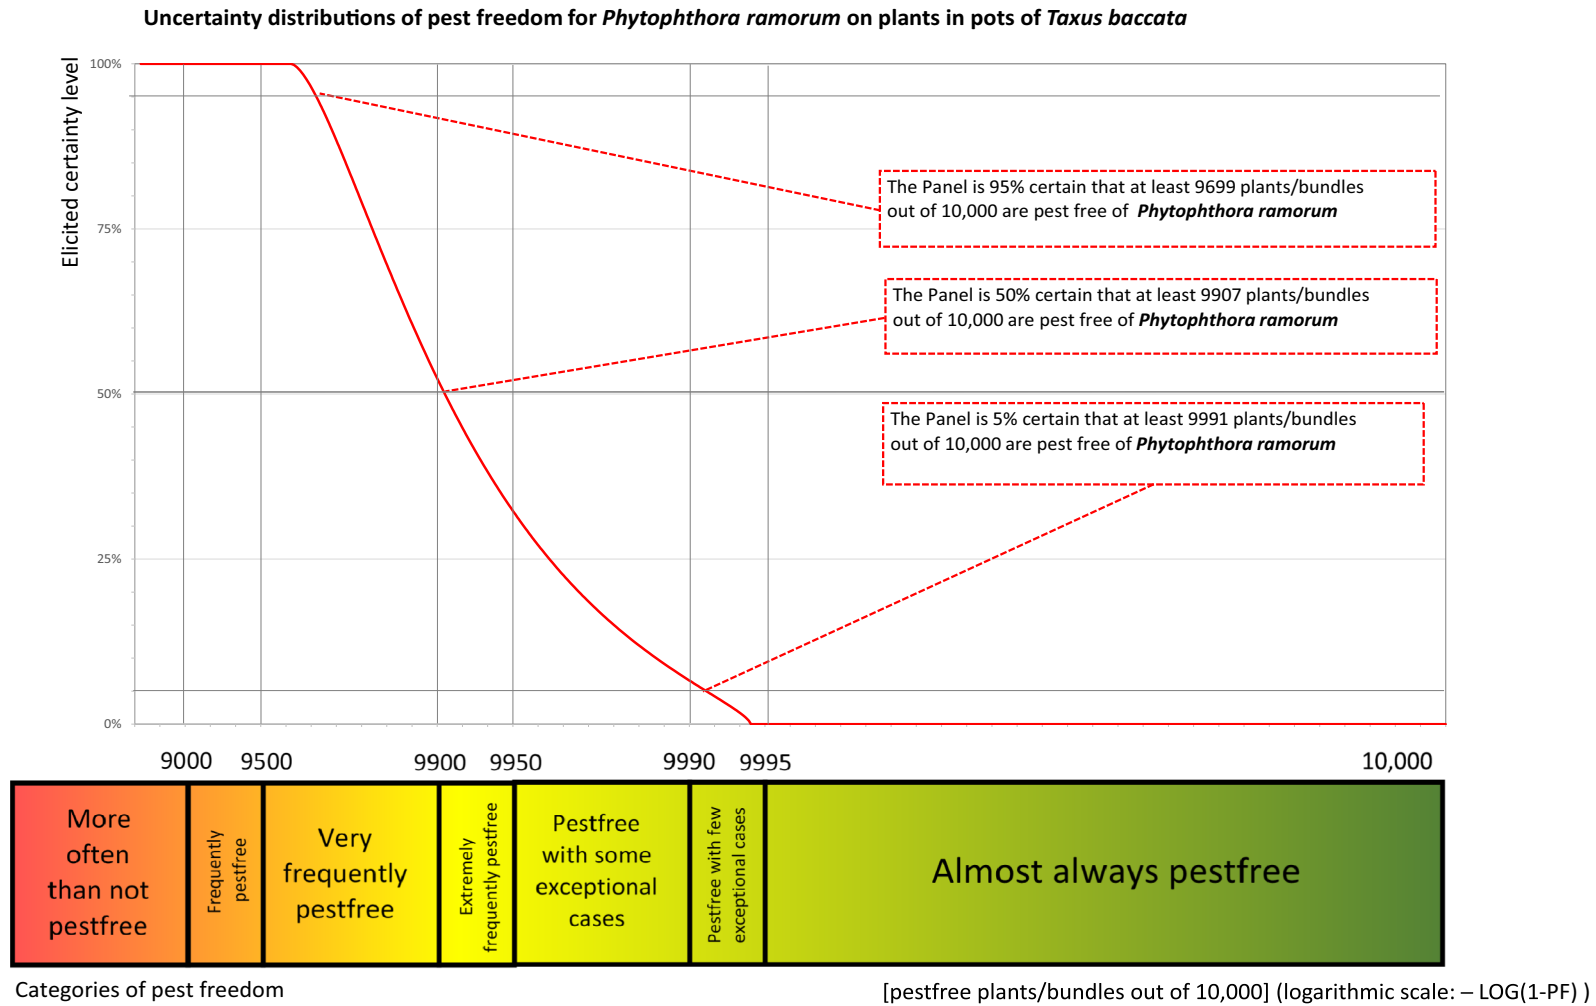 Uncertainty distributions of pest freedom for Phytophthora ramorum on plants in pots of Taxus baccata
Elicited certainty level
100%
75%
50%
25%
0%
The Panel is 95% certain that at least 9699 plants/bundles
out of 10,000 are pest free of Phytophthora ramorum
The Panel is 50% certain that at least 9907 plants/bundles
out of 10,000 are pest free of Phytophthora ramorum
The Panel is 5% certain that at least 9991 plants/bundles
out of 10,000 are pest free of Phytophthora ramorum
9000 9500 9900 9950 9990 9995 10,000
More
often
than not
pestfree
Frequently
pestfree
Very
frequently
pestfree
Extremely
frequently pestfree
Pestfree
with some
exceptional
cases
Pestfree with few
exceptional cases
Almost always pestfree
Categories of pest freedom
[pestfree plants/bundles out of 10,000] (logarithmic scale: – LOG(1-PF) )